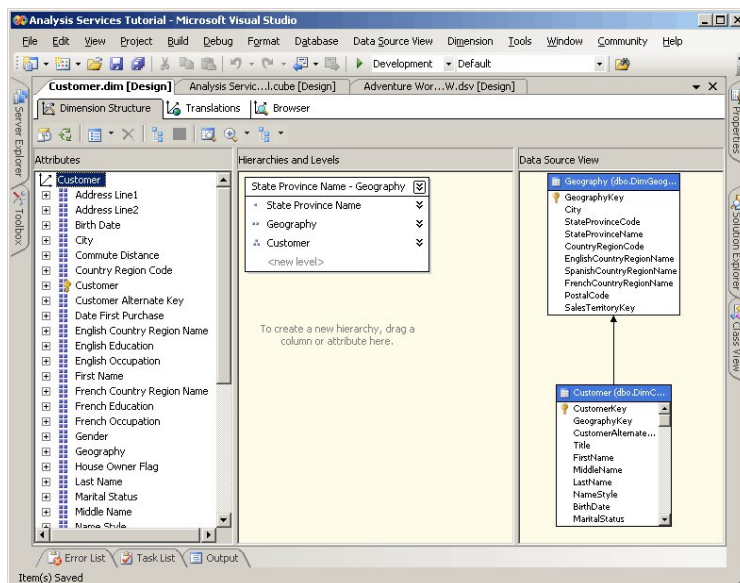 Analysis Services Tutorial - Microsoft Visual Studio
File Edit View Project Build Debug Format Database Data Source View Dimension Tools Window Community Help
Development Default
Customer.dim [Design] Analysis Servic...l.cube [Design] Adventure Wor...W.dsv [Design]
Dimension Structure Translations Browser
Server Explorer
Toolbox
Attributes
Customer
Address Line1
Address Line2
Birth Date
City
Commute Distance
Country Region Code
Customer
Customer Alternate Key
Date First Purchase
English Country Region Name
English Education
English Occupation
First Name
French Country Region Name
French Education
French Occupation
Gender
Geography
House Owner Flag
Last Name
Marital Status
Middle Name
Name Style
Hierarchies and Levels
State Province Name - Geography
State Province Name
Geography
Customer
<new level>
To create a new hierarchy, drag a
column or attribute here.
Data Source View
Geography (dbo.DimGeog...
GeographyKey
City
StateProvinceCode
StateProvinceName
CountryRegionCode
EnglishCountryRegionName
SpanishCountryRegionName
FrenchCountryRegionName
PostalCode
SalesTerritoryKey
Customer (dbo.DimC...
CustomerKey
GeographyKey
CustomerAlternate...
Title
FirstName
MiddleName
LastName
NameStyle
BirthDate
MaritalStatus
Properties
Solution Explorer
Class View
Error List Task List Output
Item(s) Saved